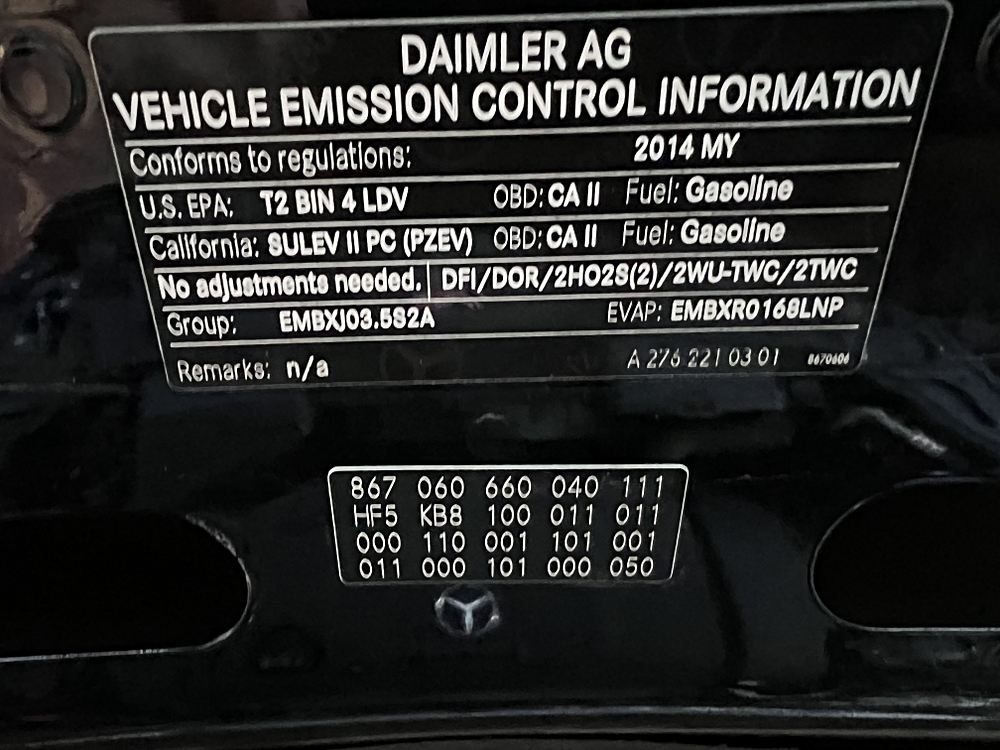 DAIMLER AG
VEHICLE EMISSION CONTROL INFORMATION
Conforms to regulations: 2014 MY
U.S. EPA: T2 BIN 4 LDV OBD: CA II Fuel: Gasoline
California: SULEV II PC (PZEV) OBD: CA II Fuel: Gasoline
No adjustments needed. DFI/DOR/2HO2S(2)/2WU-TWC/2TWC
Group: EMBXJ03.5S2A EVAP: EMBXR0168LNP
Remarks: n/a A 276 221 03 01 8670606
867 060 660 040 111
HF5 KB8 100 011 011
000 110 001 101 001
011 000 101 000 050